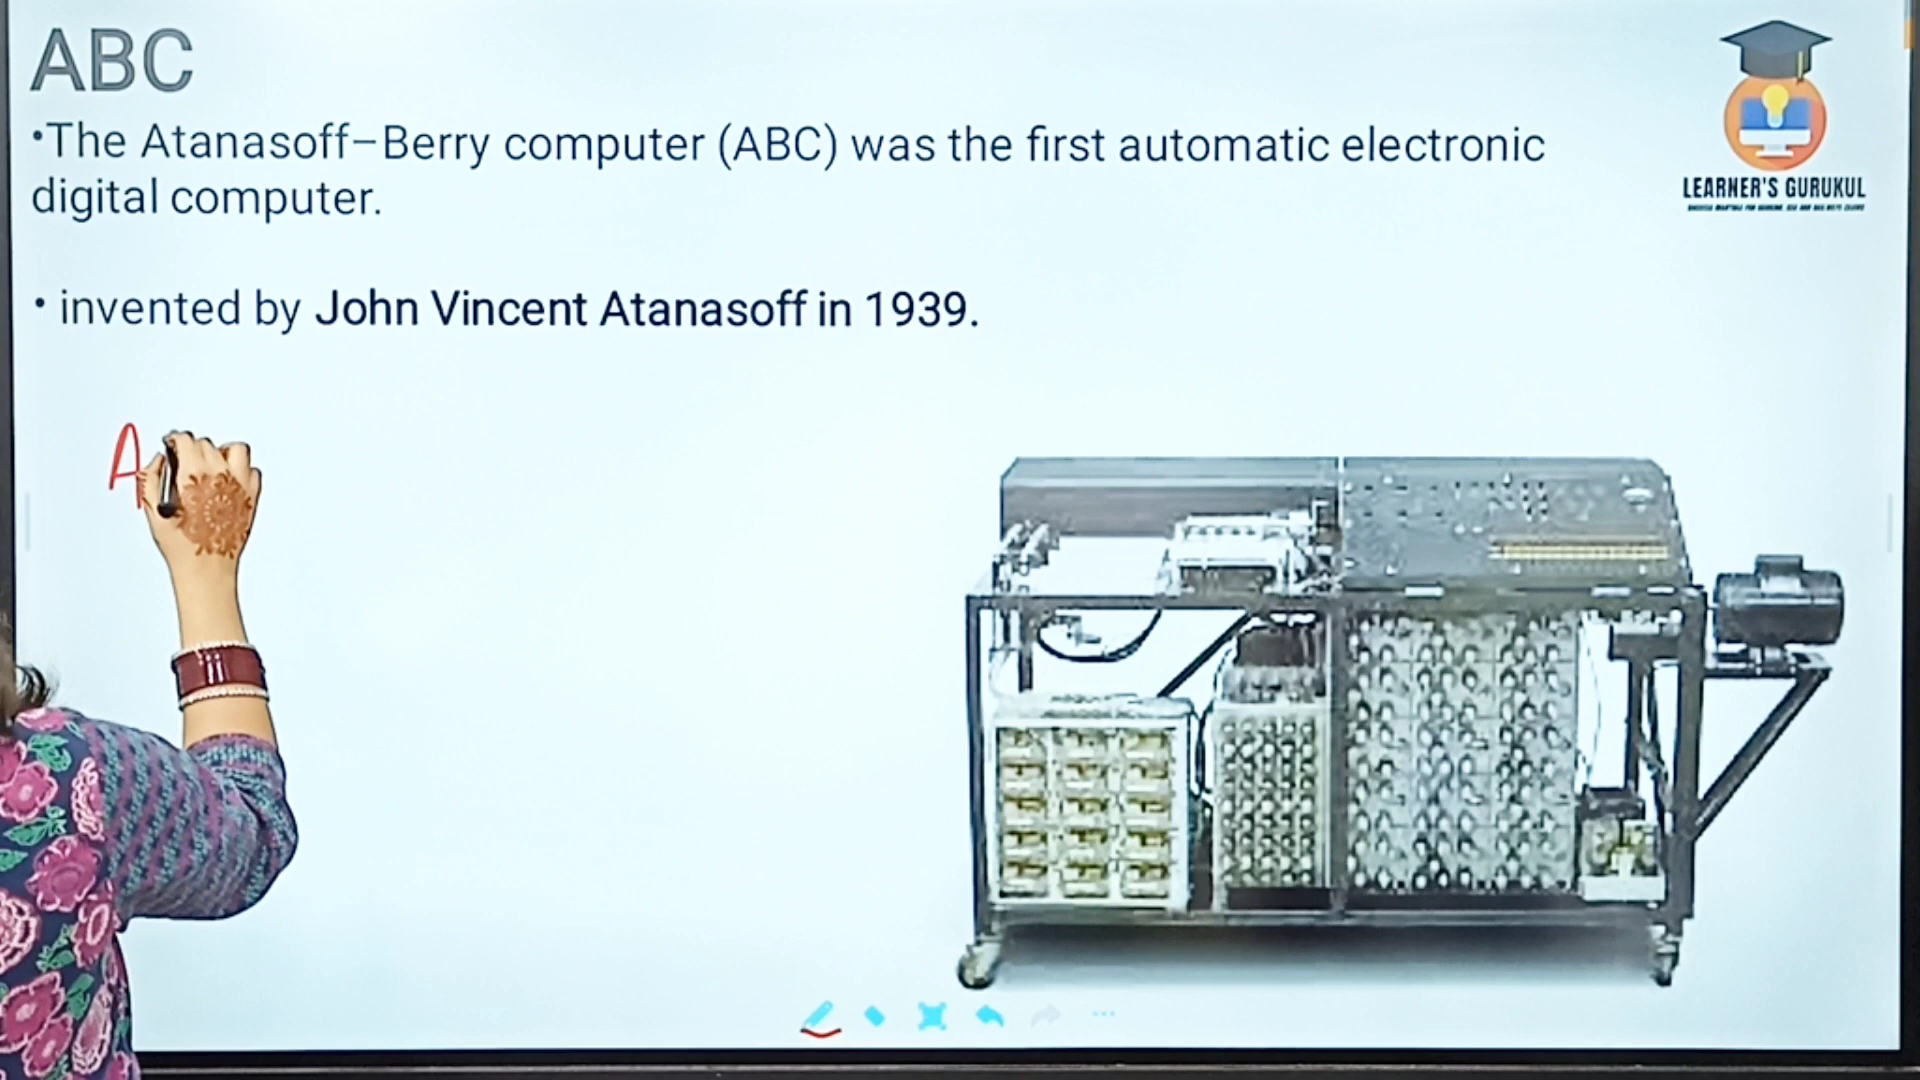 ABC
•The Atanasoff–Berry computer (ABC) was the first automatic electronic
digital computer.
• invented by John Vincent Atanasoff in 1939.
A
LEARNER'S GURUKUL